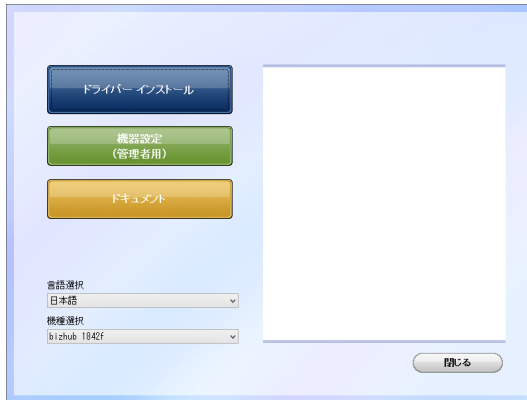 ドライバー インストール
機器設定
(管理者用)
ドキュメント
言語選択
日本語
機種選択
bizhub 1842f
閉じる